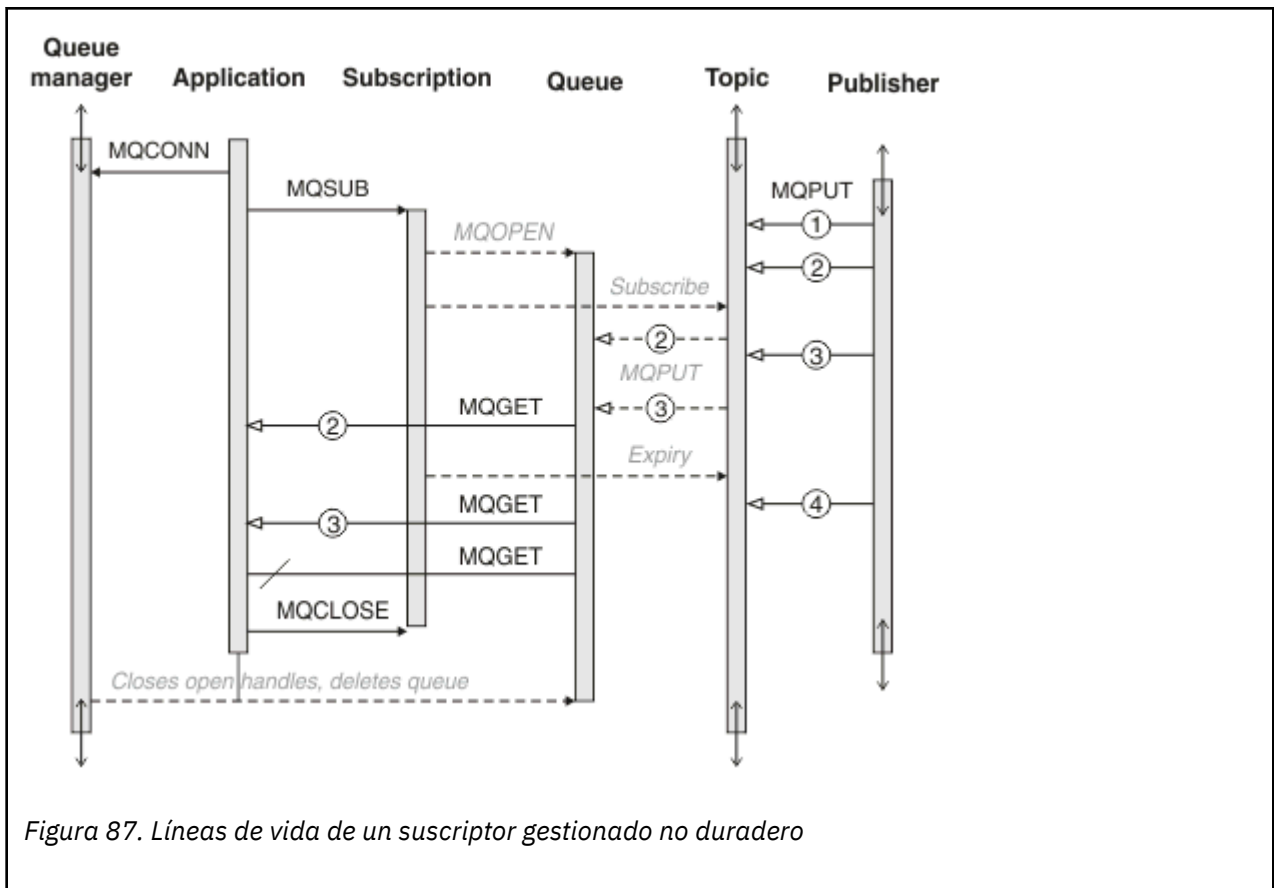 Queue
manager
Application
Subscription
Queue
Topic
Publisher
MQCONN
MQSUB
MQPUT
1
MQOPEN
2
Subscribe
2
3
MQPUT
MQGET
3
2
Expiry
MQGET
4
3
MQGET
MQCLOSE
Closes open handles, deletes queue
Figura 87. Líneas de vida de un suscriptor gestionado no duradero